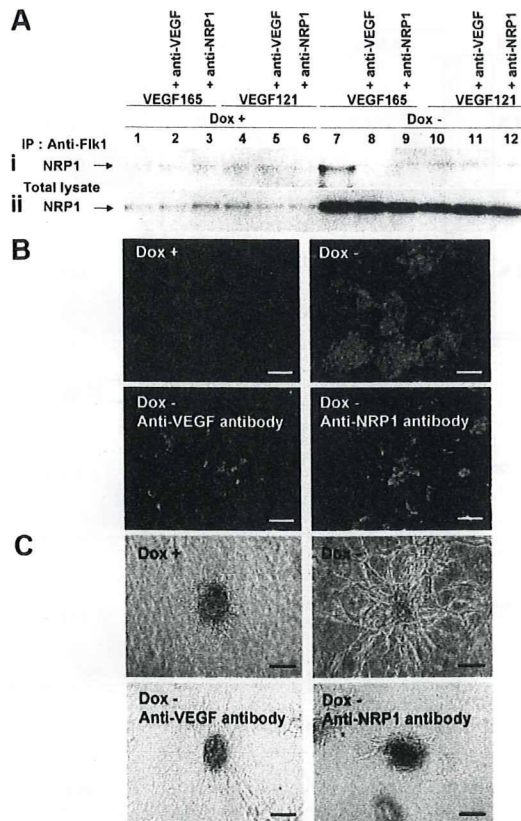 A
+ anti-VEGF
+ anti-NRP1
+ anti-VEGF
+ anti-NRP1
+ anti-VEGF
+ anti-NRP1
+ anti-VEGF
+ anti-NRP1
VEGF165 VEGF121 VEGF165 VEGF121
Dox + Dox -
IP : Anti-Flk1 1 2 3 4 5 6 7 8 9 10 11 12
i NRP1
Total lysate
ii NRP1
B
Dox + Dox -
Dox - Dox -
Anti-VEGF antibody Anti-NRP1 antibody
C
Dox + Dox -
Dox - Dox -
Anti-VEGF antibody Anti-NRP1 antibody